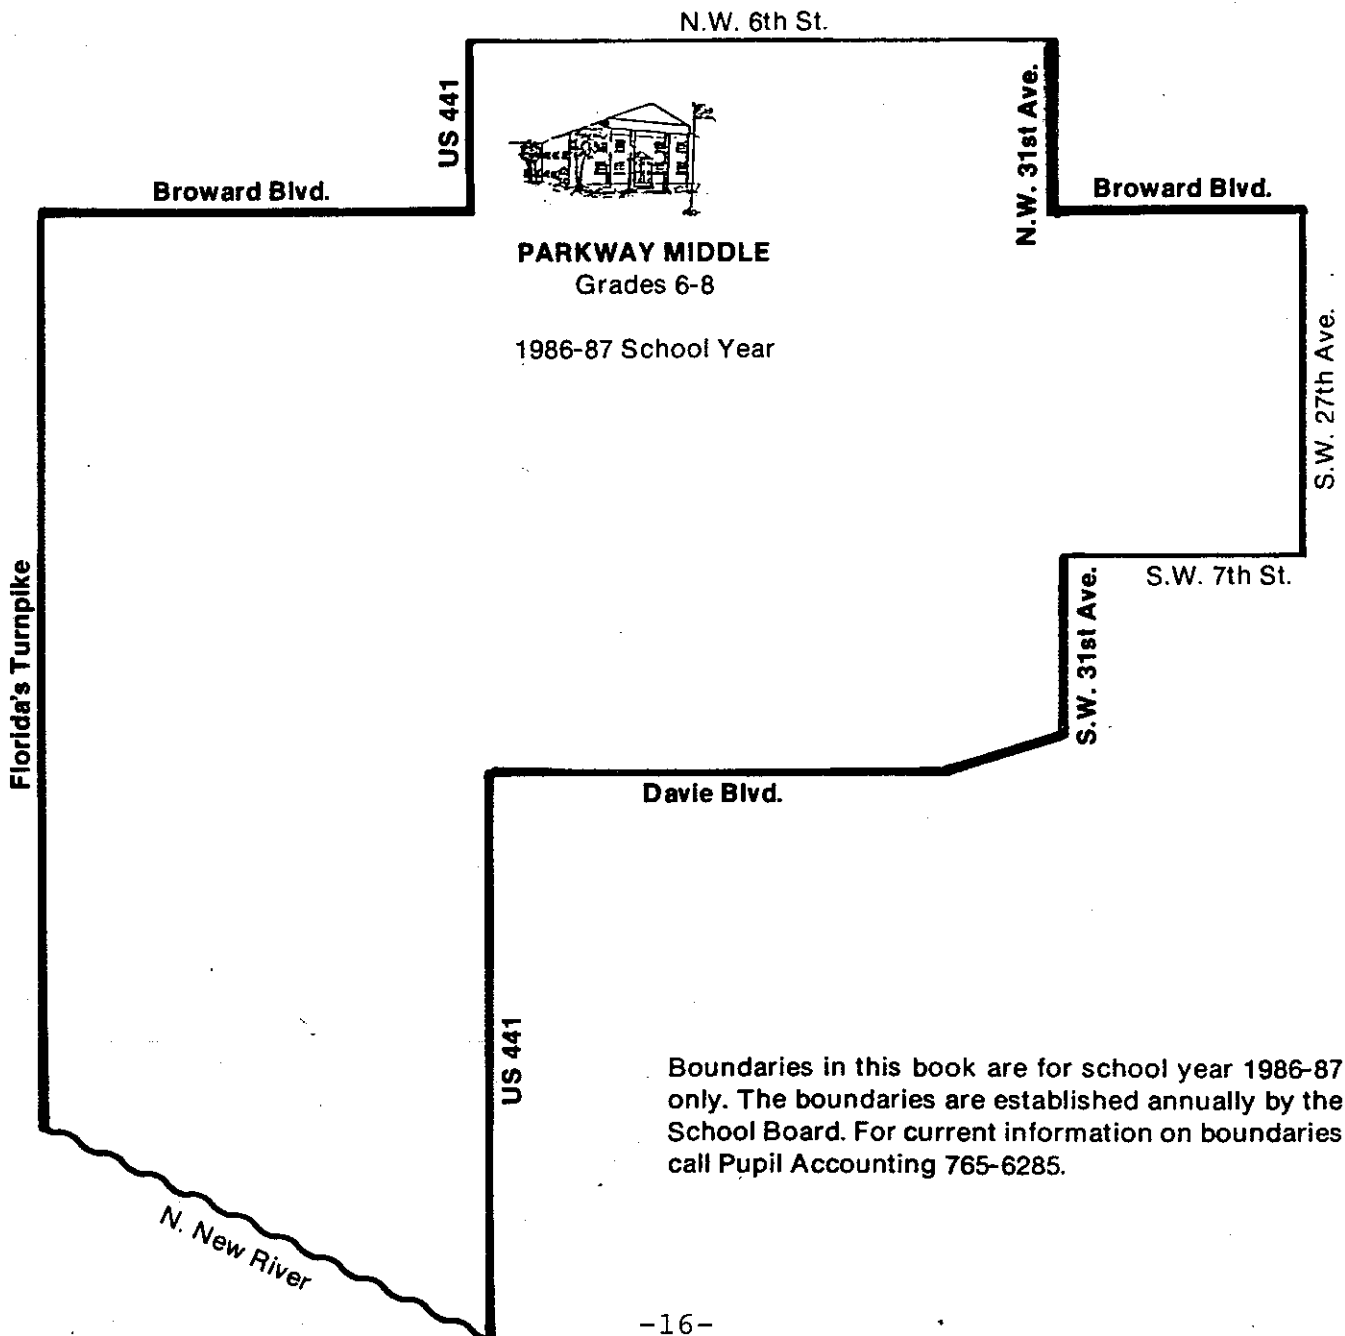 N.W. 6th St.
US 441
N.W. 31st Ave.
Broward Blvd.
Broward Blvd.
PARKWAY MIDDLE
Grades 6-8
1986-87 School Year
S.W. 27th Ave.
Florida's Turnpike
S.W. 7th St.
S.W. 31st Ave.
Davie Blvd.
US 441
Boundaries in this book are for school year 1986-87
only. The boundaries are established annually by the
School Board. For current information on boundaries
call Pupil Accounting 765-6285.
N. New River
-16-